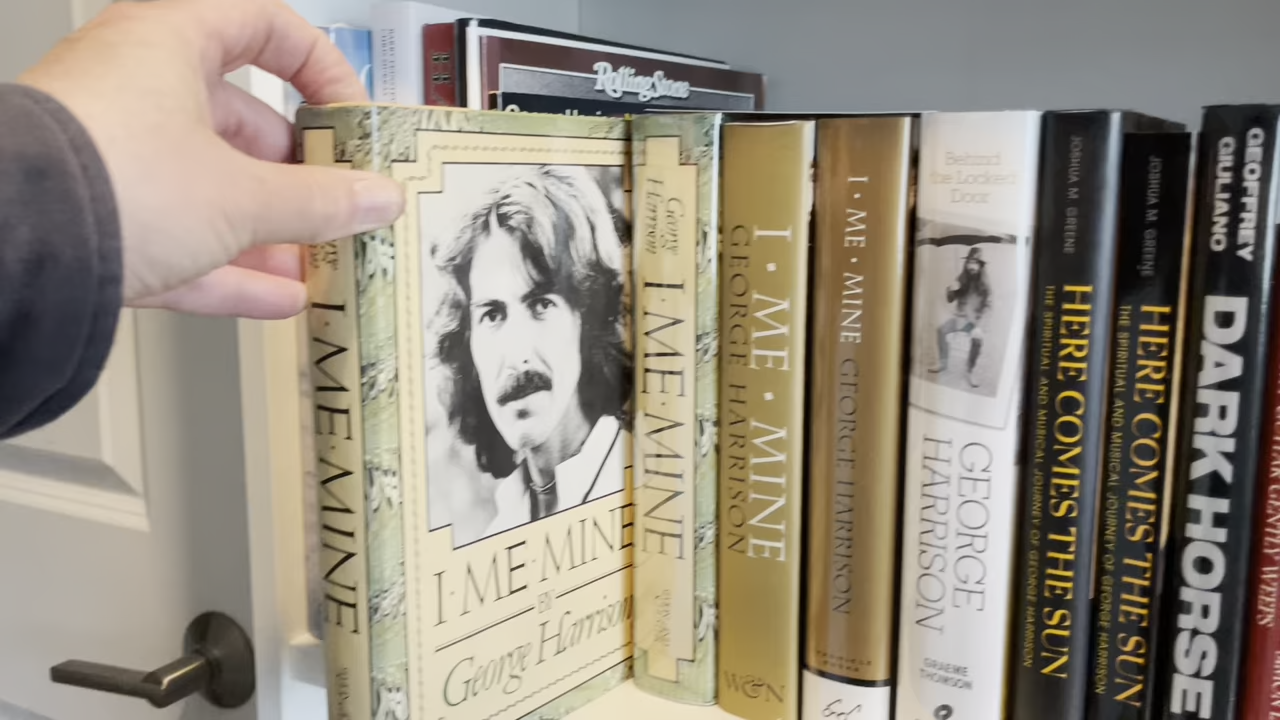 RollingStone
I · ME · MINE
I · ME · MINE
BY
George Harrison
George
Harrison
I · ME · MINE
I · ME · MINE
GEORGE HARRISON
W&N
I · ME · MINE GEORGE HARRISON
Behind
the Locked
Door
GEORGE
HARRISON
GRAEME
THOMSON
JOSHUA M GREENE
HERE COMES THE SUN
THE SPIRITUAL AND MUSICAL JOURNEY OF GEORGE HARRISON
JOSHUA M GREENE
HERE COMES THE SUN
THE SPIRITUAL AND MUSICAL JOURNEY OF GEORGE HARRISON
GEOFFREY
GIULIANO
DARK HORSE